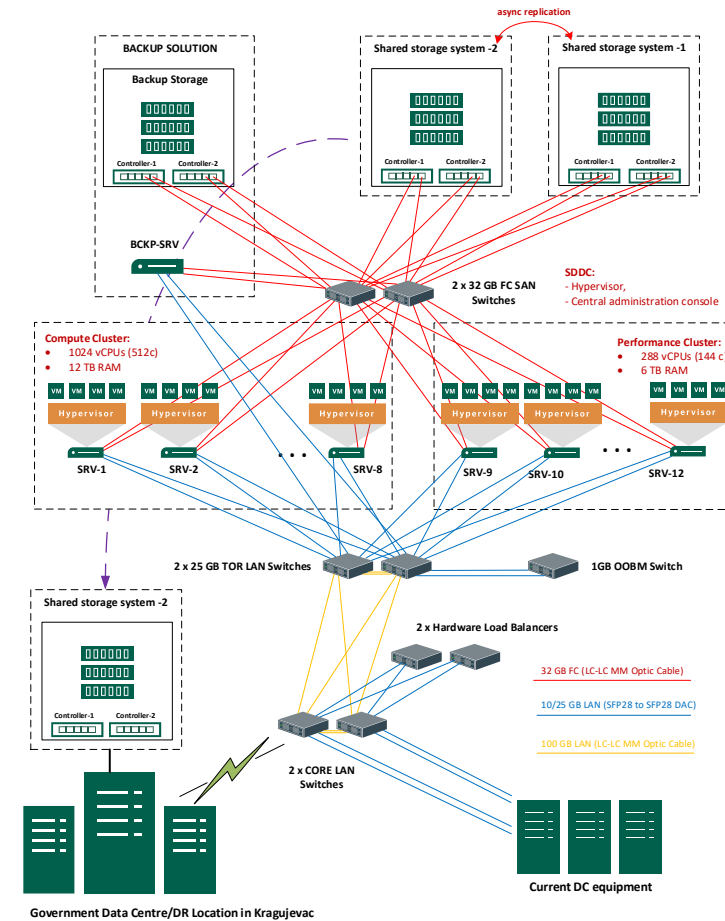 async replication
BACKUP SOLUTION
Shared storage system -2
Shared storage system -1
Backup Storage
Controller-1
Controller-2
Controller-1
Controller-2
Controller-1
Controller-2
BCKP-SRV
2 x 32 GB FC SAN
Switches
SDDC:
- Hypervisor,
- Central administration console
Compute Cluster:
• 1024 vCPUs (512c)
• 12 TB RAM
Performance Cluster:
• 288 vCPUs (144 c)
• 6 TB RAM
VM VM VM VM
VM VM VM VM
VM VM VM VM
VM VM VM VM
VM VM VM VM
VM VM VM VM
Hypervisor
Hypervisor
Hypervisor
Hypervisor
Hypervisor
Hypervisor
SRV-1
SRV-2
. . .
SRV-8
SRV-9
SRV-10
. . .
SRV-12
2 x 25 GB TOR LAN Switches
1GB OOBM Switch
Shared storage system -2
Controller-1
Controller-2
2 x Hardware Load Balancers
32 GB FC (LC-LC MM Optic Cable)
10/25 GB LAN (SFP28 to SFP28 DAC)
100 GB LAN (LC-LC MM Optic Cable)
2 x CORE LAN
Switches
Current DC equipment
Government Data Centre/DR Location in Kragujevac